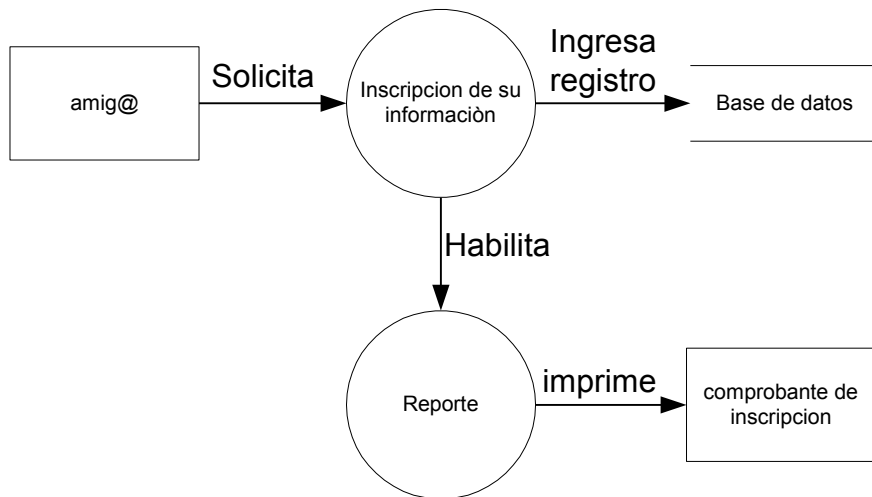 amig@
Solicita
Inscripcion de su
informaciòn
Ingresa
registro
Base de datos
Habilita
Reporte
imprime
comprobante de
inscripcion